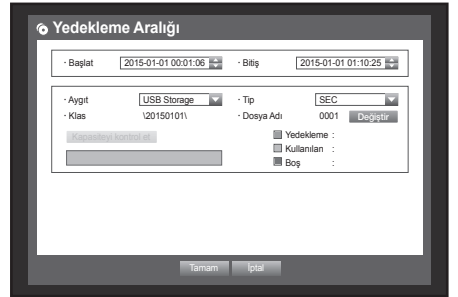 Yedekleme Aralığı
· Başlat 2015-01-01 00:01:06 · Bitiş 2015-01-01 01:10:25
· Aygıt USB Storage · Tip SEC
· Klas \20150101\ · Dosya Adı 0001 Değiştir
Kapasiteyi kontrol et Yedekleme :
Kullanılan :
Boş :
Tamam İptal